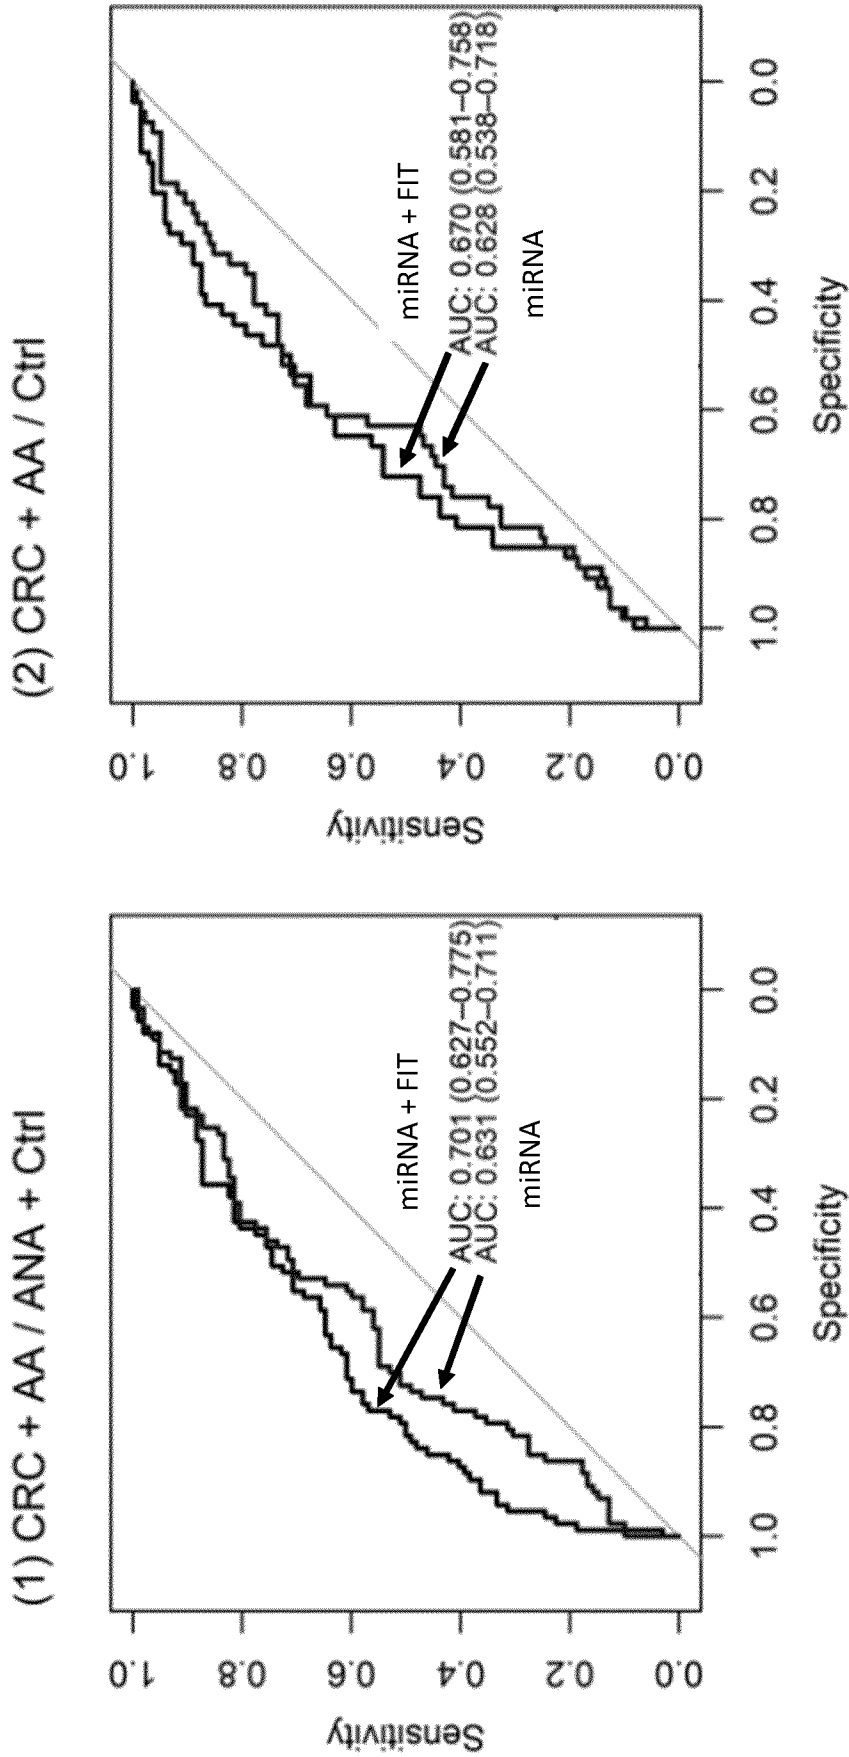 (1) CRC + AA / ANA + Ctrl
Sensitivity
1.0
0.8
0.6
0.4
0.2
0.0
miRNA + FIT
AUC: 0.701 (0.627–0.775)
AUC: 0.631 (0.552–0.711)
miRNA
1.0
0.8
0.6
0.4
0.2
0.0
Specificity
(2) CRC + AA / Ctrl
Sensitivity
1.0
0.8
0.6
0.4
0.2
0.0
miRNA + FIT
AUC: 0.670 (0.581–0.758)
AUC: 0.628 (0.538–0.718)
miRNA
1.0
0.8
0.6
0.4
0.2
0.0
Specificity